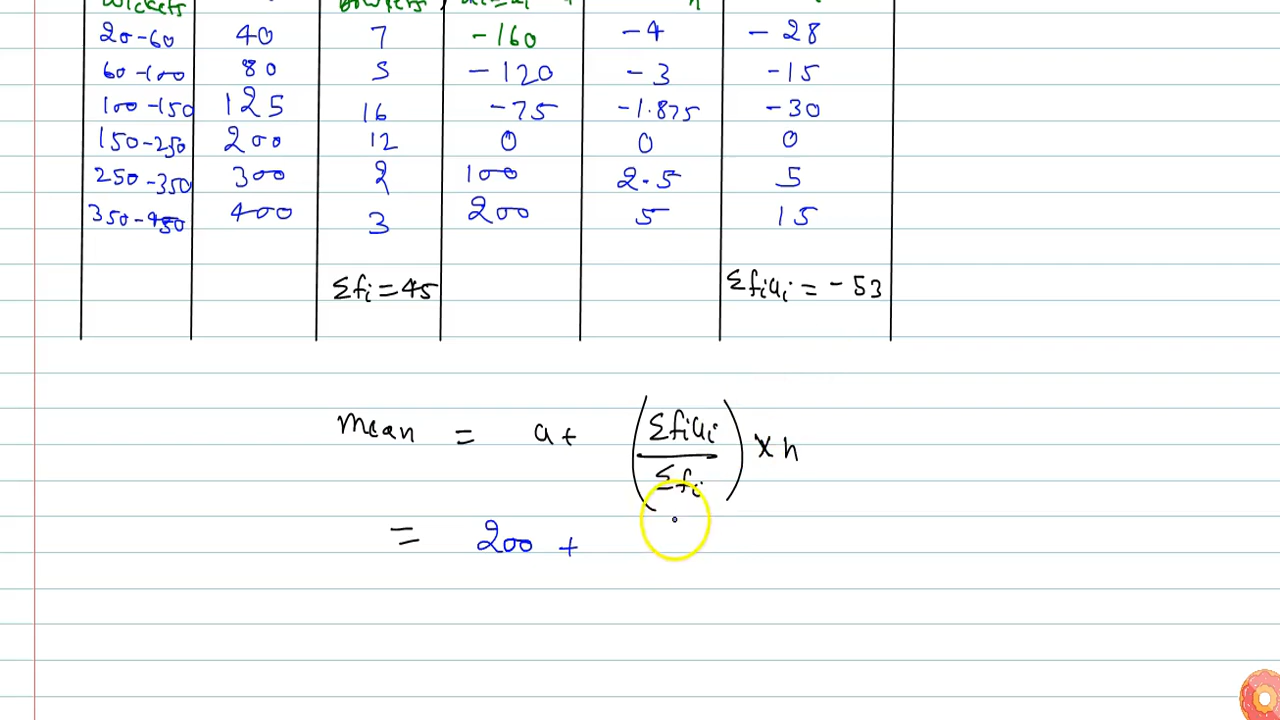 wickets bowlers
20-60 40 7 -160 -4 -28
60-100 80 5 -120 -3 -15
100-150 125 16 -75 -1.875 -30
150-250 200 12 0 0 0
250-350 300 2 100 2.5 5
350-450 400 3 200 5 15
Σfi = 45 Σfiui = -53
mean = a + (Σfiui / Σfi) × h
= 200 +